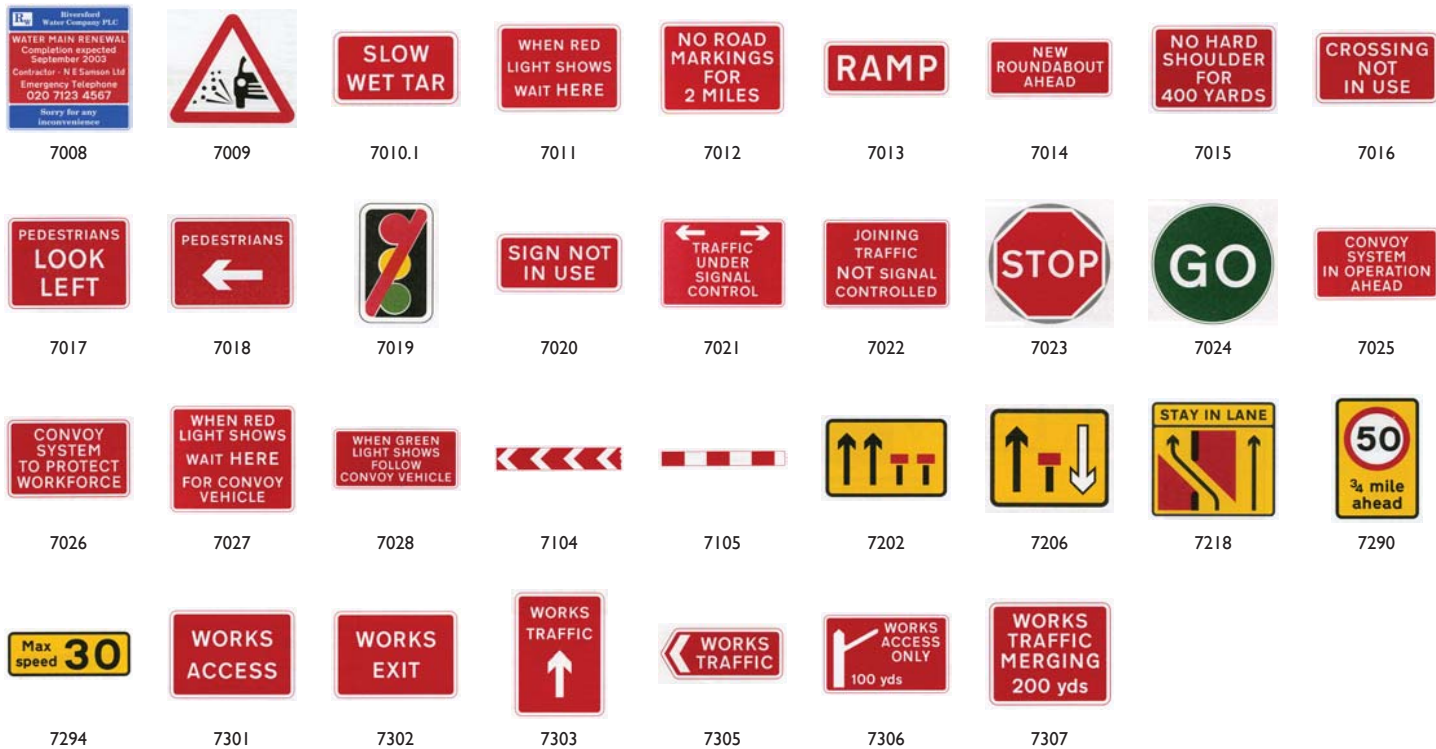 Rw Riversford
Water Company PLC
WATER MAIN RENEWAL
Completion expected
September 2003
Contractor - N E Samson Ltd
Emergency Telephone
020 7123 4567
Sorry for any
inconvenience
SLOW
WET TAR
WHEN RED
LIGHT SHOWS
WAIT HERE
NO ROAD
MARKINGS
FOR
2 MILES
RAMP
NEW
ROUNDABOUT
AHEAD
NO HARD
SHOULDER
FOR
400 YARDS
CROSSING
NOT
IN USE
7008 7009 7010.1 7011 7012 7013 7014 7015 7016
PEDESTRIANS
LOOK
LEFT
PEDESTRIANS
SIGN NOT
IN USE
TRAFFIC
UNDER
SIGNAL
CONTROL
JOINING
TRAFFIC
NOT SIGNAL
CONTROLLED
STOP
GO
CONVOY
SYSTEM
IN OPERATION
AHEAD
7017 7018 7019 7020 7021 7022 7023 7024 7025
CONVOY
SYSTEM
TO PROTECT
WORKFORCE
WHEN RED
LIGHT SHOWS
WAIT HERE
FOR CONVOY
VEHICLE
WHEN GREEN
LIGHT SHOWS
FOLLOW
CONVOY VEHICLE
STAY IN LANE
50
¾ mile
ahead
7026 7027 7028 7104 7105 7202 7206 7218 7290
Max
speed 30
WORKS
ACCESS
WORKS
EXIT
WORKS
TRAFFIC
WORKS
TRAFFIC
WORKS
ACCESS
ONLY
100 yds
WORKS
TRAFFIC
MERGING
200 yds
7294 7301 7302 7303 7305 7306 7307